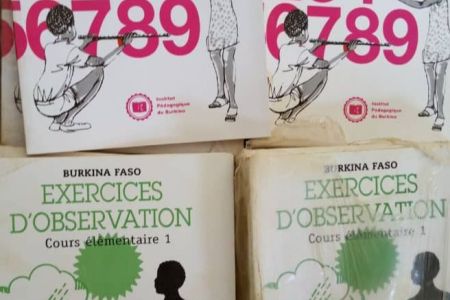 56789
Institut
Pédagogique
du Burkina
6789
Institut
Pédagogique
du Burkina
BURKINA FASO
EXERCICES
D'OBSERVATION
Cours élémentaire 1
BURKINA FASO
EXERCICES
D'OBSERVATION
Cours élémentaire 1